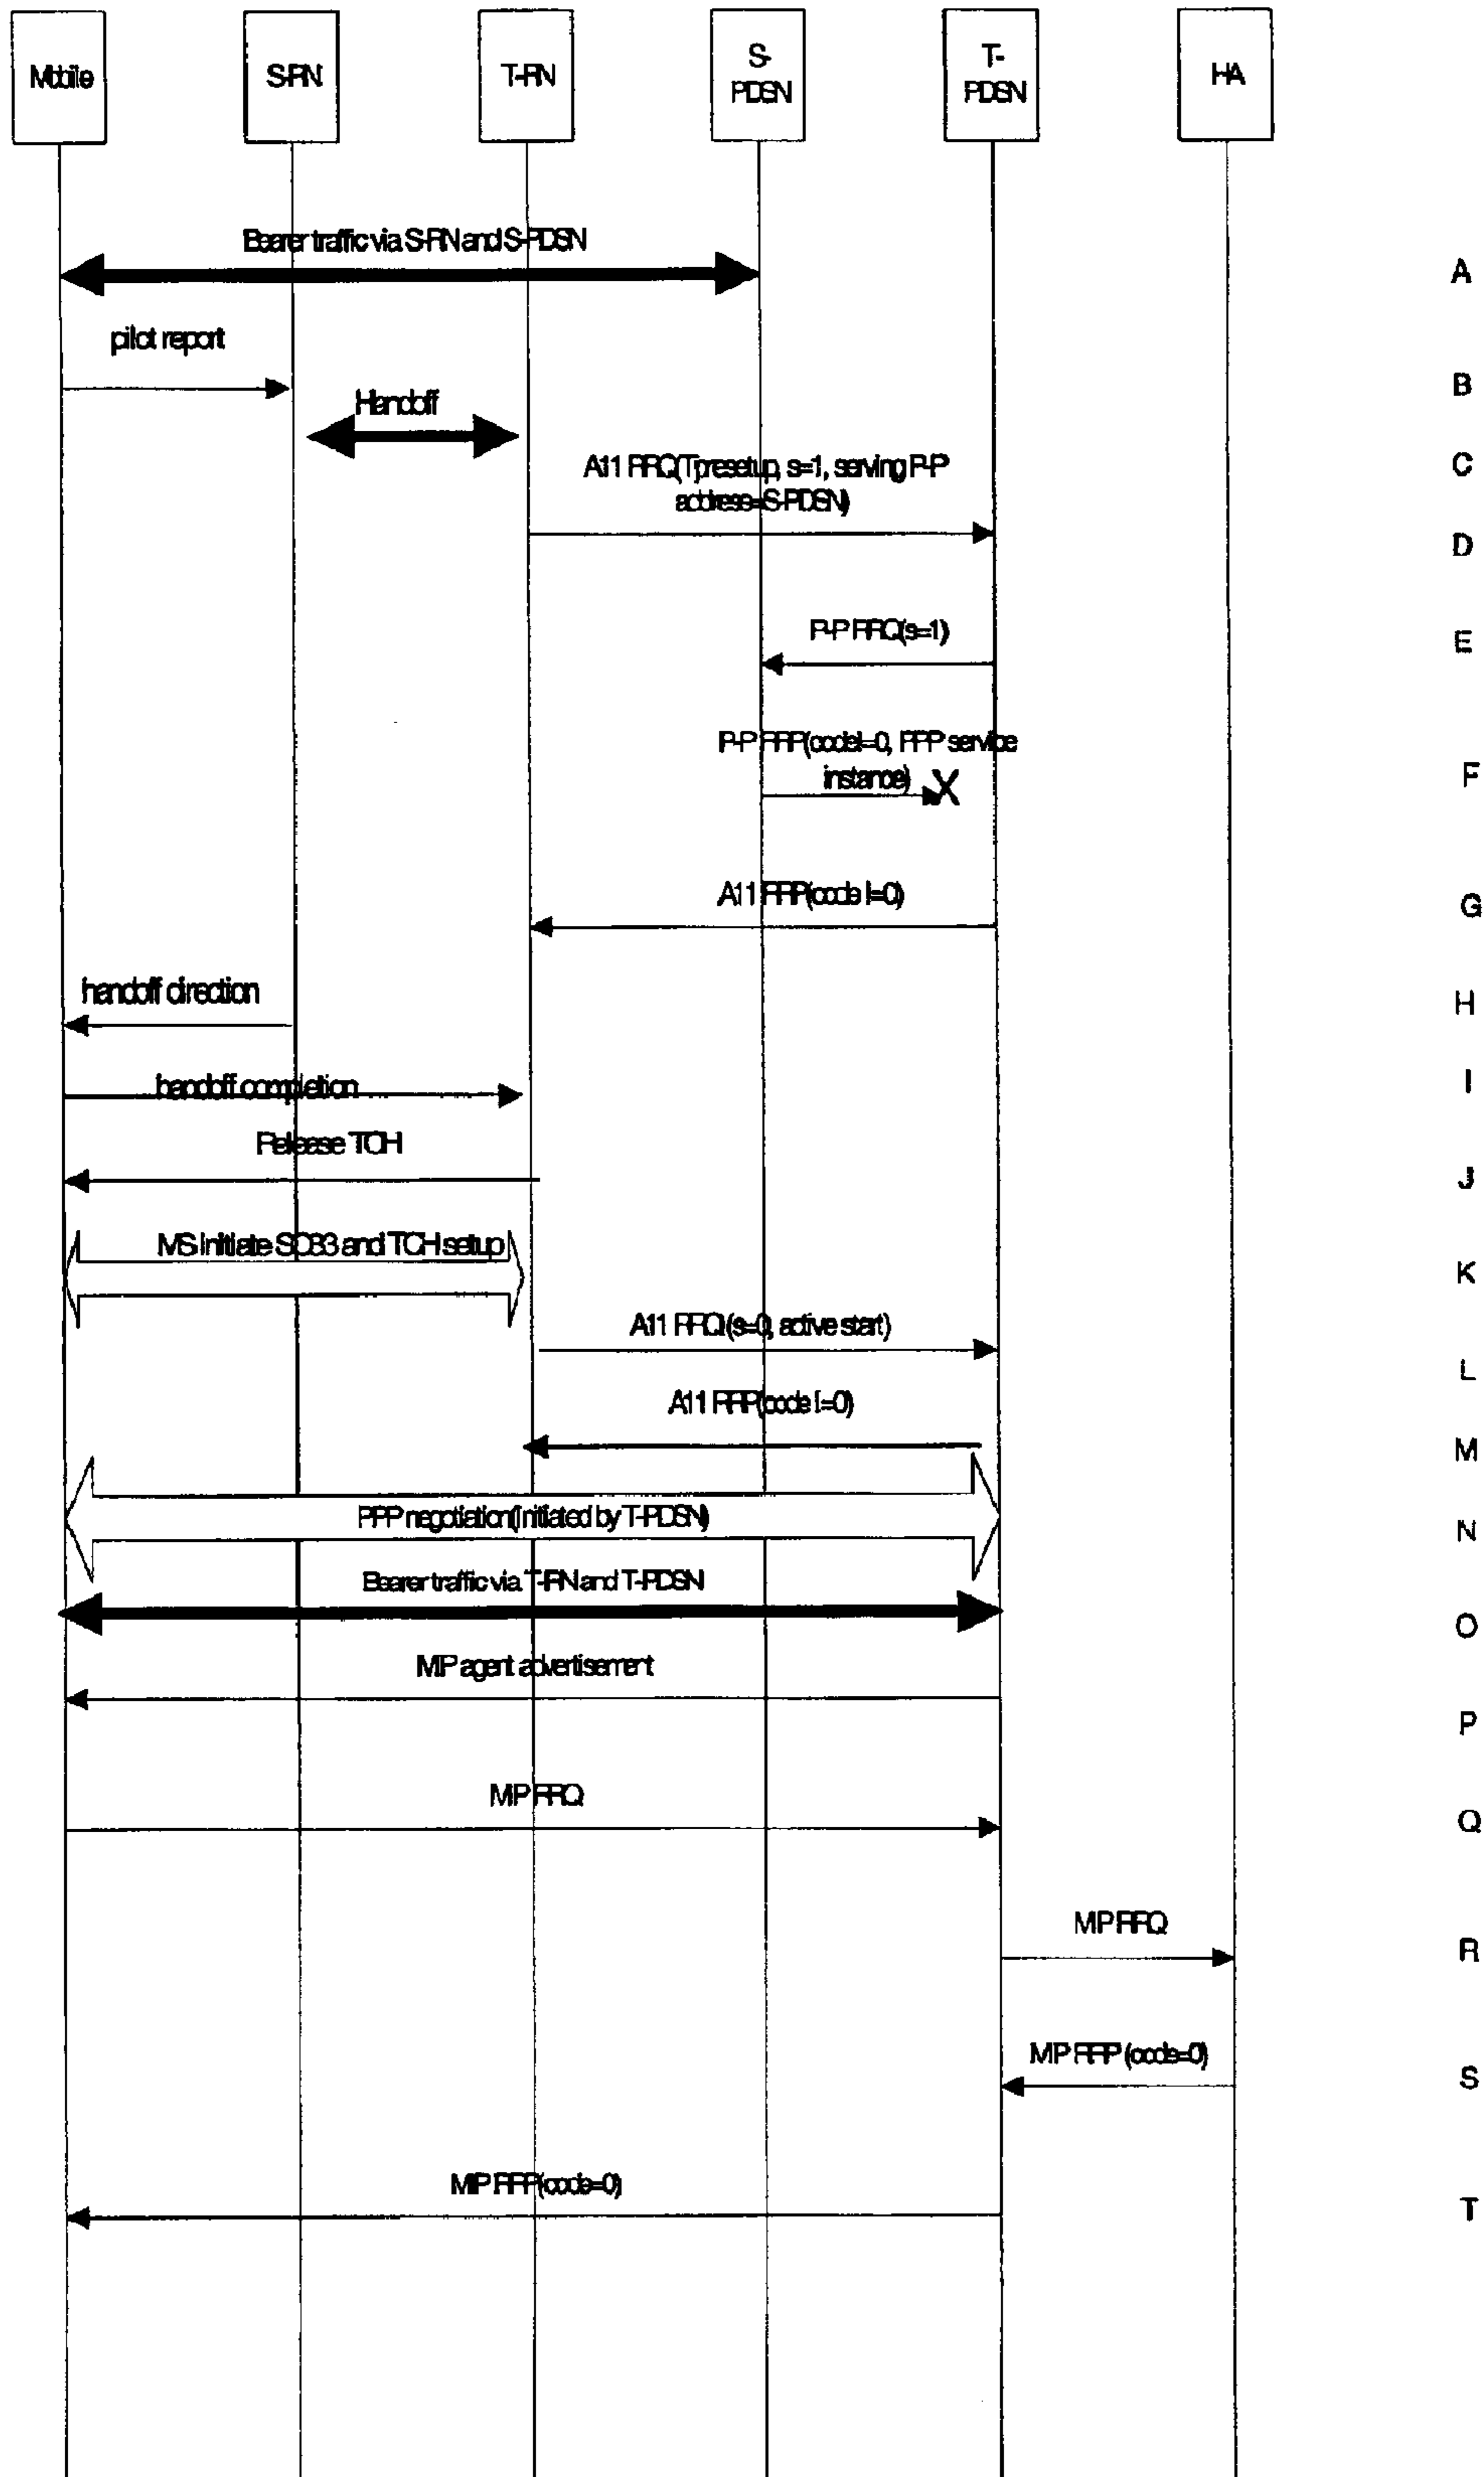 Mobile
S-RN
T-RN
S-
PDSN
T-
PDSN
HA
Bearer traffic via S-RN and S-PDSN
A
pilot report
B
Handoff
C
A11 RRQ(Tpresetup, s=1, serving P-P
address=S-PDSN)
D
P-P RRQ(s=1)
E
P-P RRP(code!=0, PPP service
instance)
X
F
A11 RRP(code !=0)
G
handoff direction
H
handoff completion
I
Release TCH
J
MS Initiate SO33 and TCH setup
K
A11 RRQ(s=0, active start)
L
A11 RRP(code !=0)
M
PPP negotiation(initiated by T-PDSN)
N
Bearer traffic via T-RN and T-PDSN
O
MIP agent advertisement
P
MIP RRQ
Q
MIP RRQ
R
MIP RRP (code=0)
S
MIP RRP(code=0)
T